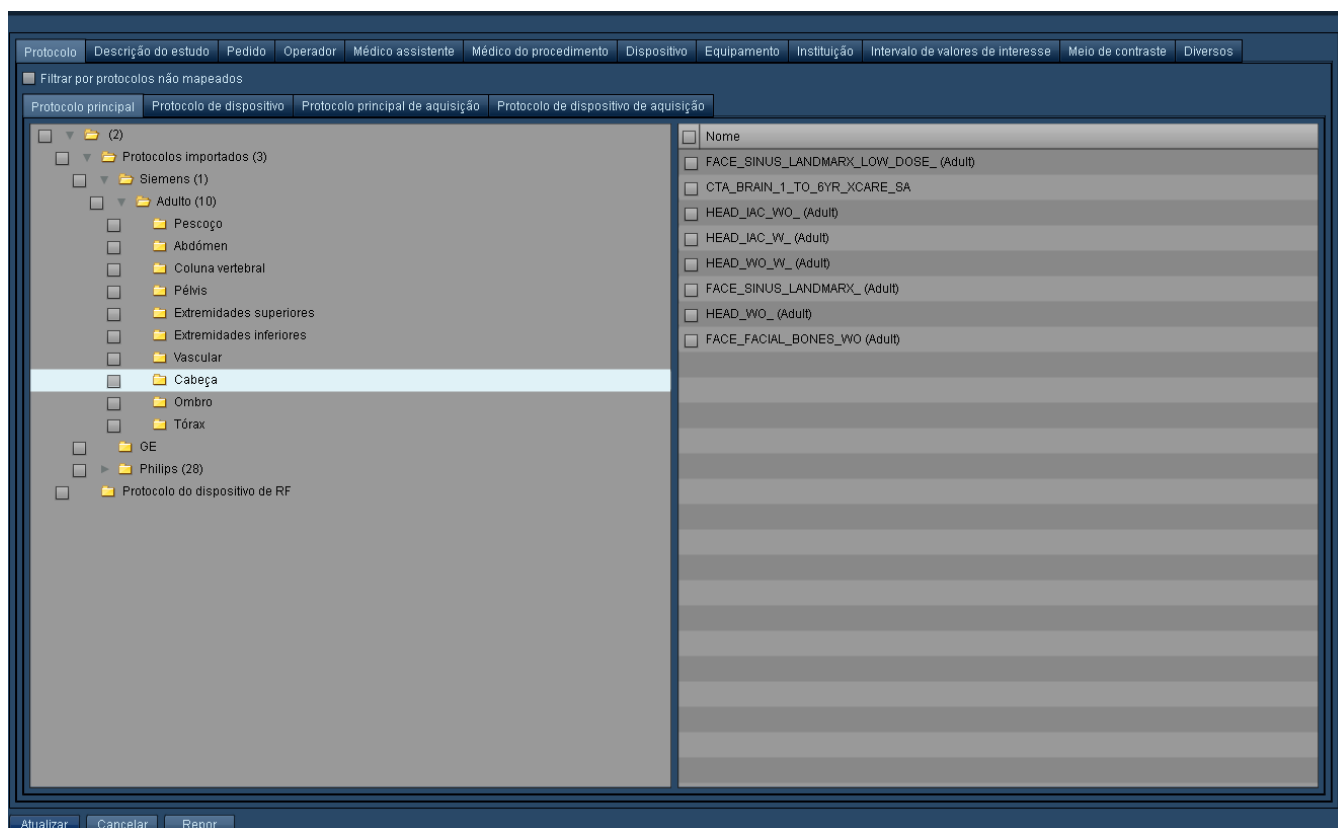 Protocolo Descrição do estudo Pedido Operador Médico assistente Médico do procedimento Dispositivo Equipamento Instituição Intervalo de valores de interesse Meio de contraste Diversos
Filtrar por protocolos não mapeados
Protocolo principal Protocolo de dispositivo Protocolo principal de aquisição Protocolo de dispositivo de aquisição
(2)
Protocolos importados (3)
Siemens (1)
Adulto (10)
Pescoço
Abdómen
Coluna vertebral
Pélvis
Extremidades superiores
Extremidades inferiores
Vascular
Cabeça
Ombro
Tórax
GE
Philips (28)
Protocolo do dispositivo de RF
Nome
FACE_SINUS_LANDMARX_LOW_DOSE_ (Adult)
CTA_BRAIN_1_TO_6YR_XCARE_SA
HEAD_IAC_WO_ (Adult)
HEAD_IAC_W_ (Adult)
HEAD_WO_W_ (Adult)
FACE_SINUS_LANDMARX_ (Adult)
HEAD_WO_ (Adult)
FACE_FACIAL_BONES_WO (Adult)
Atualizar Cancelar Repor